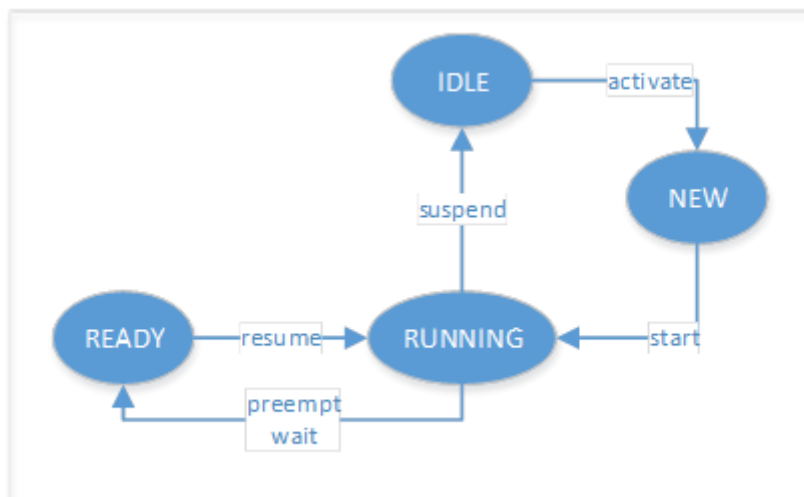 IDLE
activate
NEW
suspend
READY
resume
RUNNING
start
preempt
wait